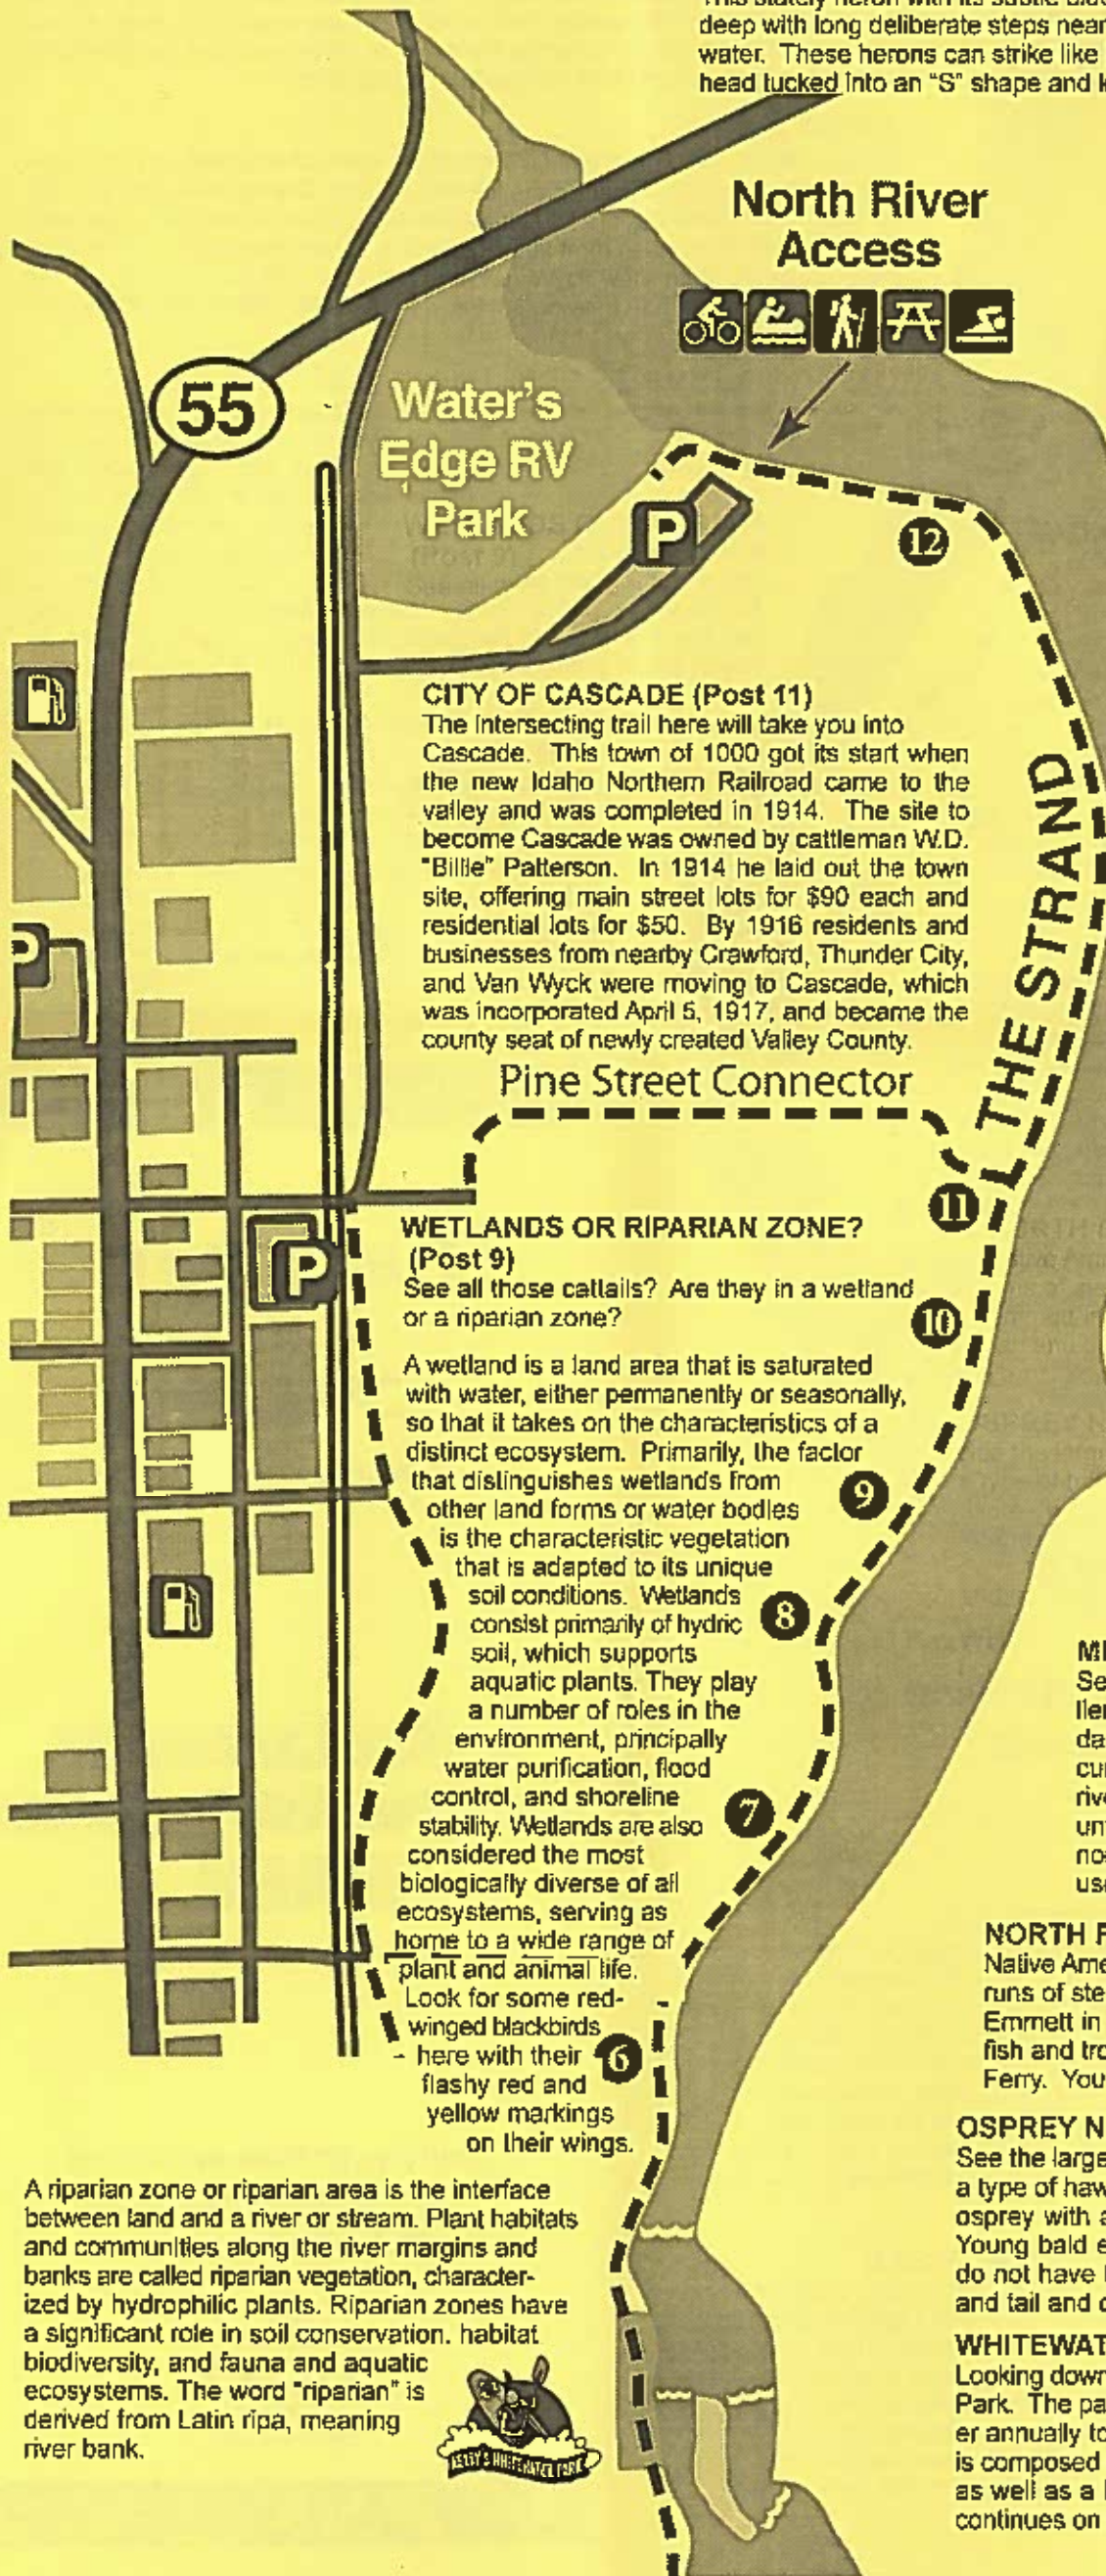 deep with long deliberate steps near
water. These herons can strike like
head tucked into an "S" shape and
North River
Access
55
Water's
Edge RV
Park
P
12
CITY OF CASCADE (Post 11)
The intersecting trail here will take you into
Cascade. This town of 1000 got its start when
the new Idaho Northern Railroad came to the
valley and was completed in 1914. The site to
become Cascade was owned by cattleman W.D.
"Billie" Patterson. In 1914 he laid out the town
site, offering main street lots for $90 each and
residential lots for $50. By 1916 residents and
businesses from nearby Crawford, Thunder City,
and Van Wyck were moving to Cascade, which
was incorporated April 5, 1917, and became the
county seat of newly created Valley County.
THE STRAND
P
Pine Street Connector
11
P
WETLANDS OR RIPARIAN ZONE?
(Post 9)
See all those cattails? Are they in a wetland
or a riparian zone?
10
A wetland is a land area that is saturated
with water, either permanently or seasonally,
so that it takes on the characteristics of a
distinct ecosystem. Primarily, the factor
that distinguishes wetlands from
other land forms or water bodies
is the characteristic vegetation
that is adapted to its unique
soil conditions. Wetlands
consist primarily of hydric
soil, which supports
aquatic plants. They play
a number of roles in the
environment, principally
water purification, flood
control, and shoreline
stability. Wetlands are also
considered the most
biologically diverse of all
ecosystems, serving as
home to a wide range of
plant and animal life.
Look for some red-
winged blackbirds
here with their
flashy red and
yellow markings
on their wings.
9
8
7
6
A riparian zone or riparian area is the interface
between land and a river or stream. Plant habitats
and communities along the river margins and
banks are called riparian vegetation, character-
ized by hydrophilic plants. Riparian zones have
a significant role in soil conservation. habitat
biodiversity, and fauna and aquatic
ecosystems. The word "riparian" is
derived from Latin ripa, meaning
river bank.
KELLY'S WHITEWATER PARK
NORTH
Native
runs of
Emmett in
fish and
Ferry. You
OSPREY
See the large
a type of
osprey with
Young bald
do not have
and tail and
Looking down
Park. The
er annually to
is composed
as well as a
continues on